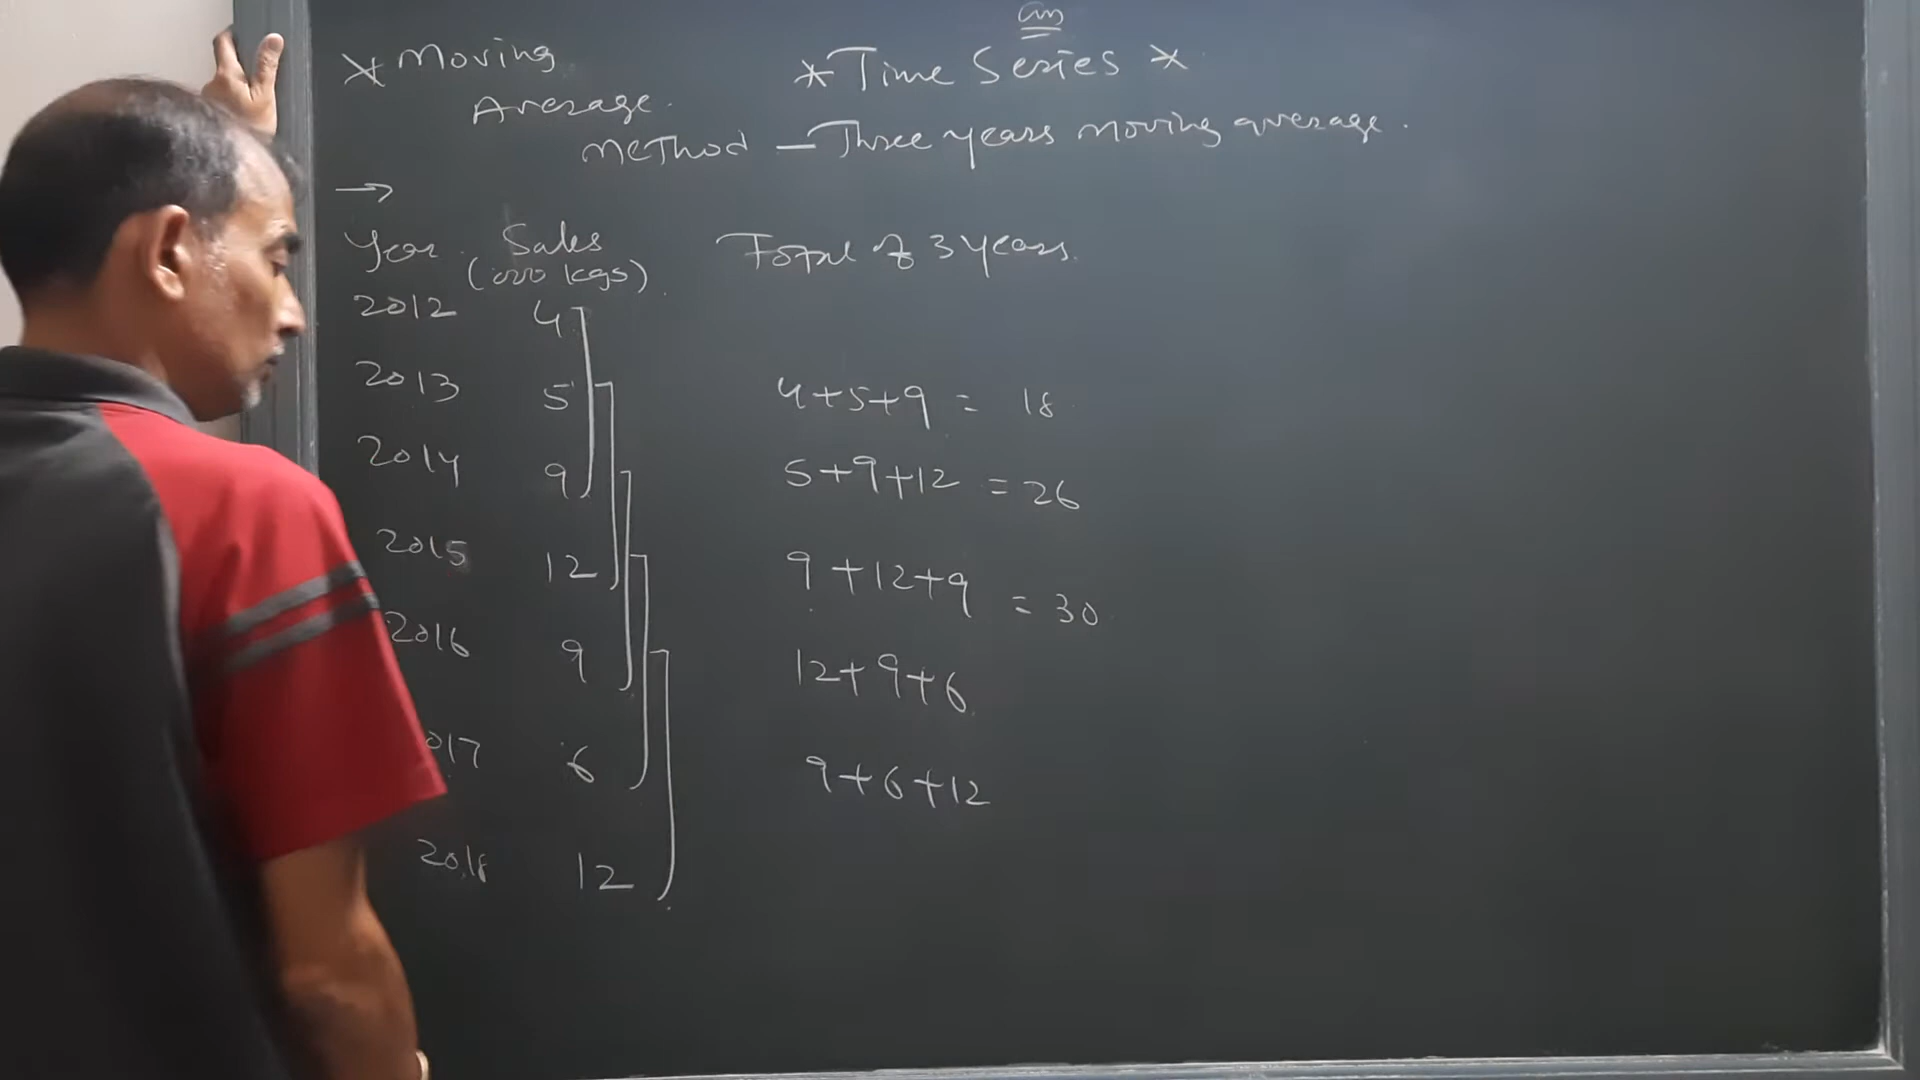 * Moving
Average.
* Time Series *
Method — Three years moving average.
→
Year. Sales Total of 3 years.
(000 kgs)
2012 4
2013 5 4+5+9 = 18
2014 9 5+9+12 = 26
2015 12 9+12+9 = 30
2016 9 12+9+6
017 6 9+6+12
2018 12